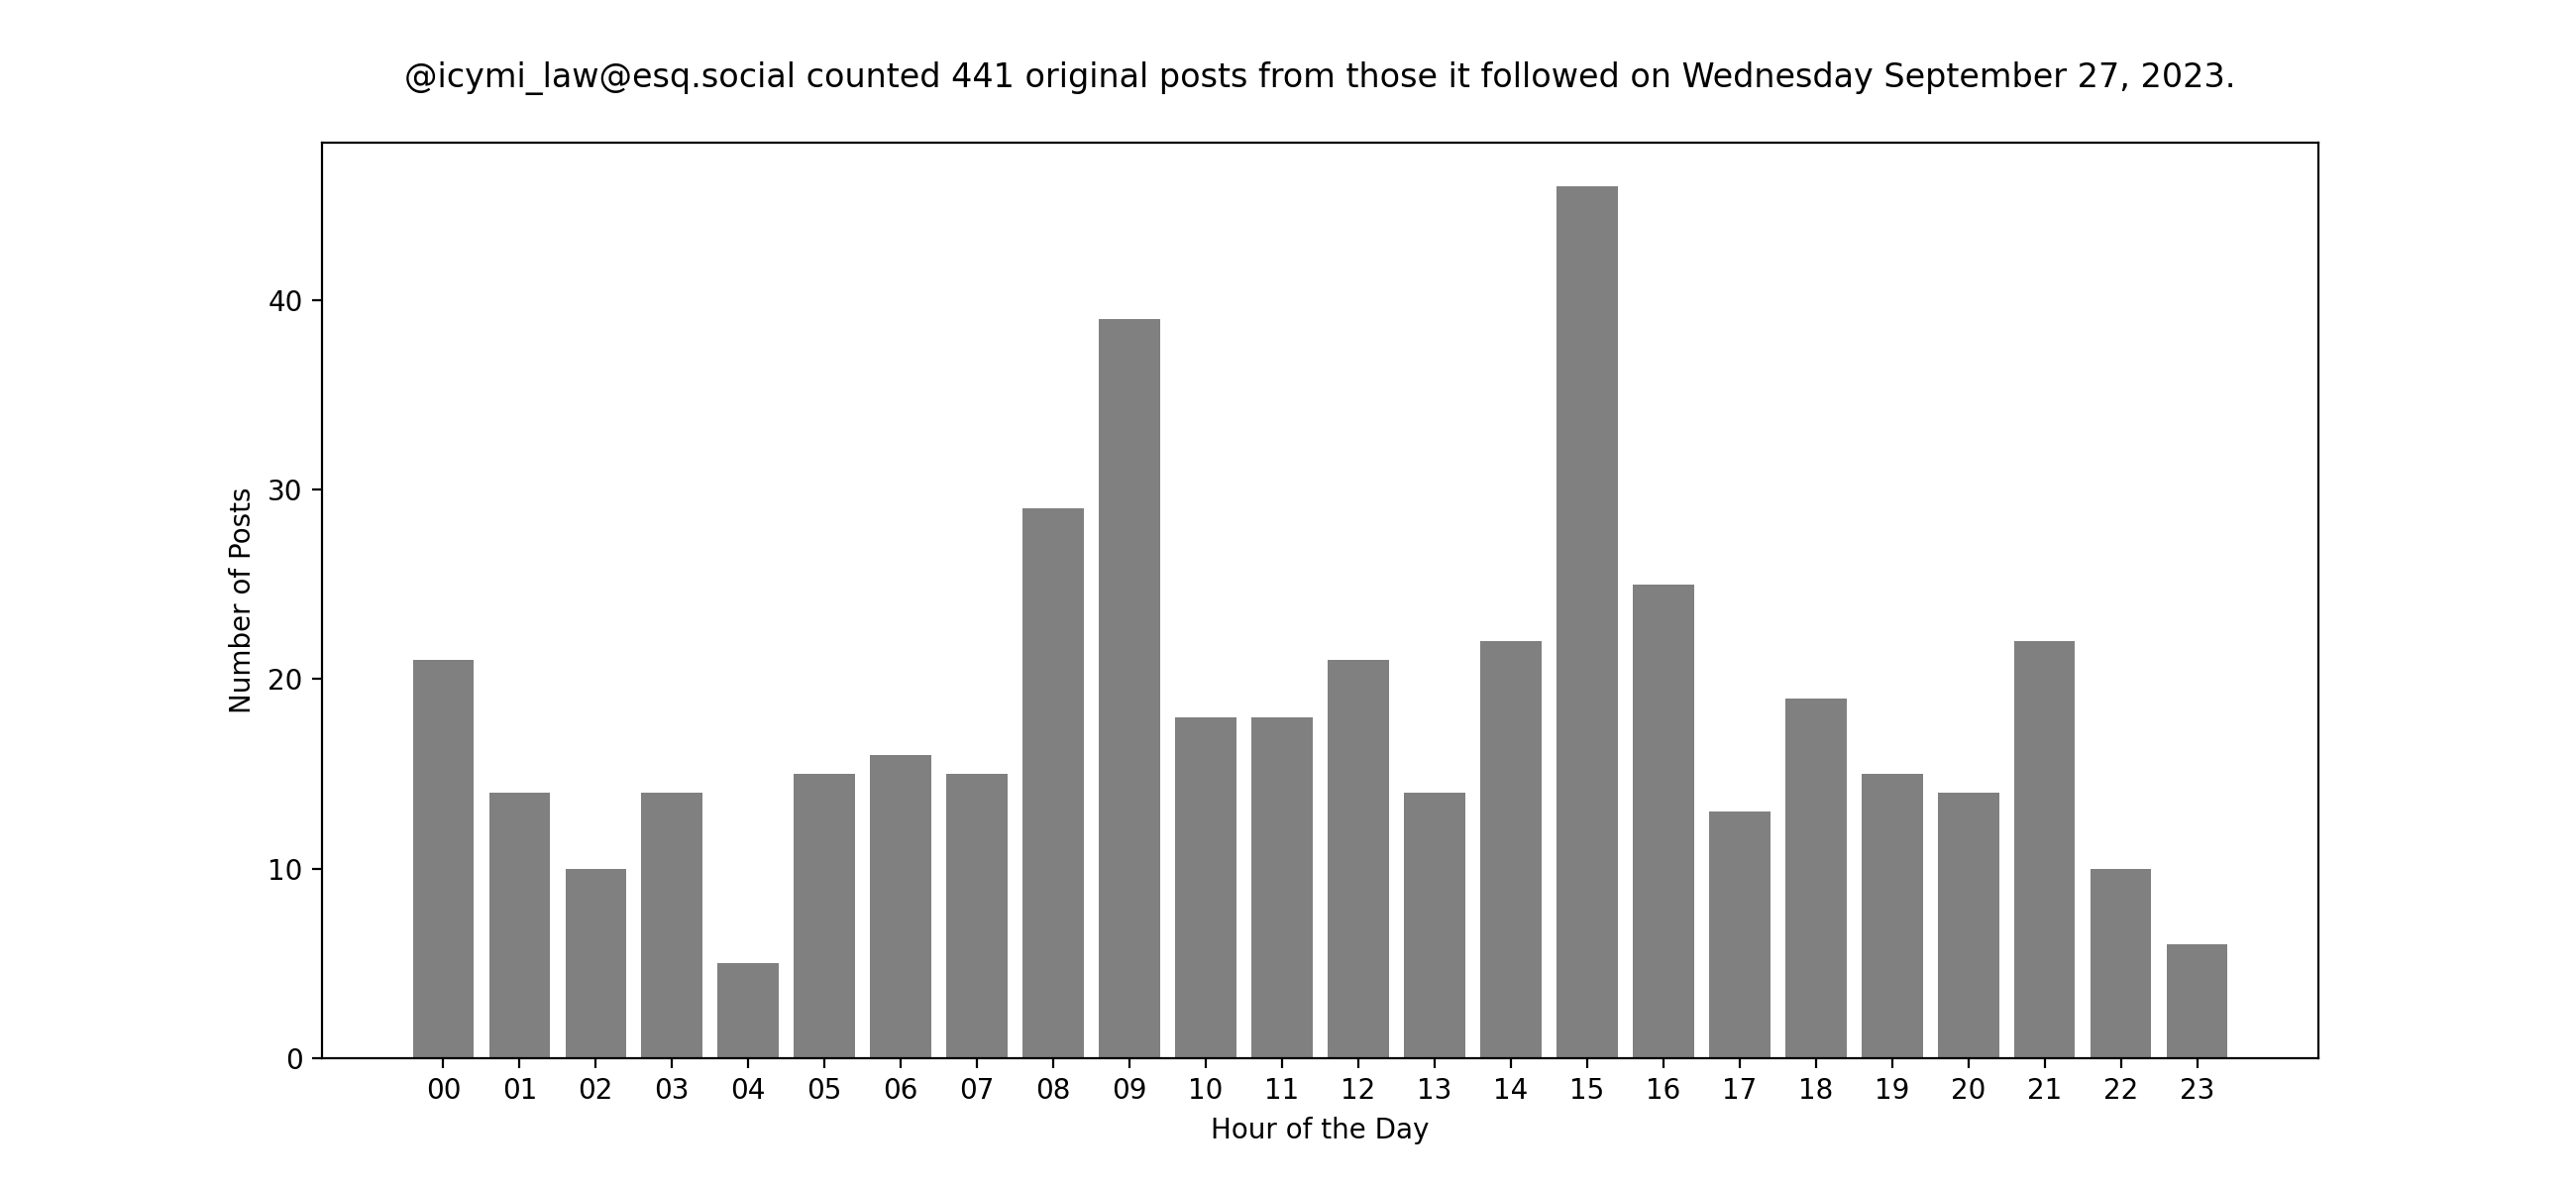 @icymi_law@esq.social counted 441 original posts from those it followed on Wednesday September 27, 2023.
Number of Posts
40
30
20
10
0
00 01 02 03 04 05 06 07 08 09 10 11 12 13 14 15 16 17 18 19 20 21 22 23
Hour of the Day